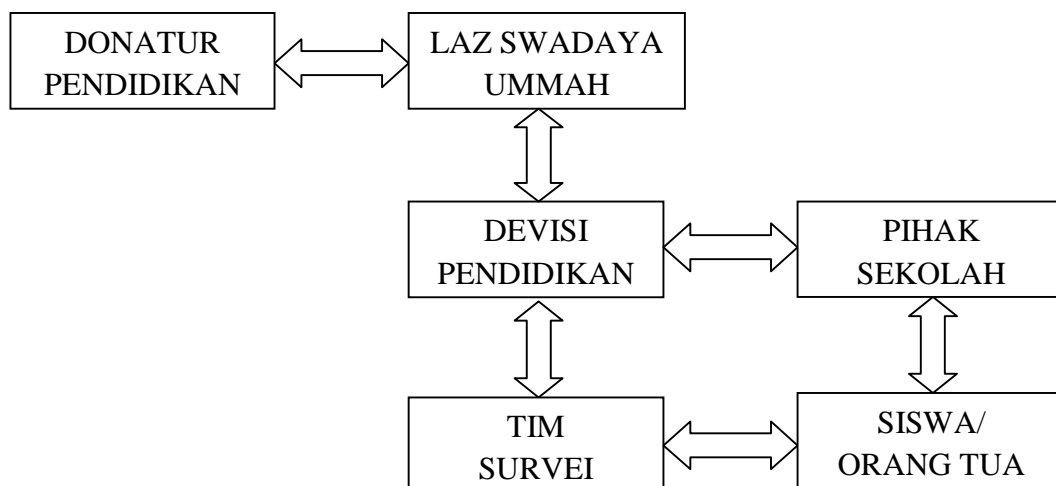 DONATUR
PENDIDIKAN
LAZ SWADAYA
UMMAH
DEVISI
PENDIDIKAN
PIHAK
SEKOLAH
TIM
SURVEI
SISWA/
ORANG TUA